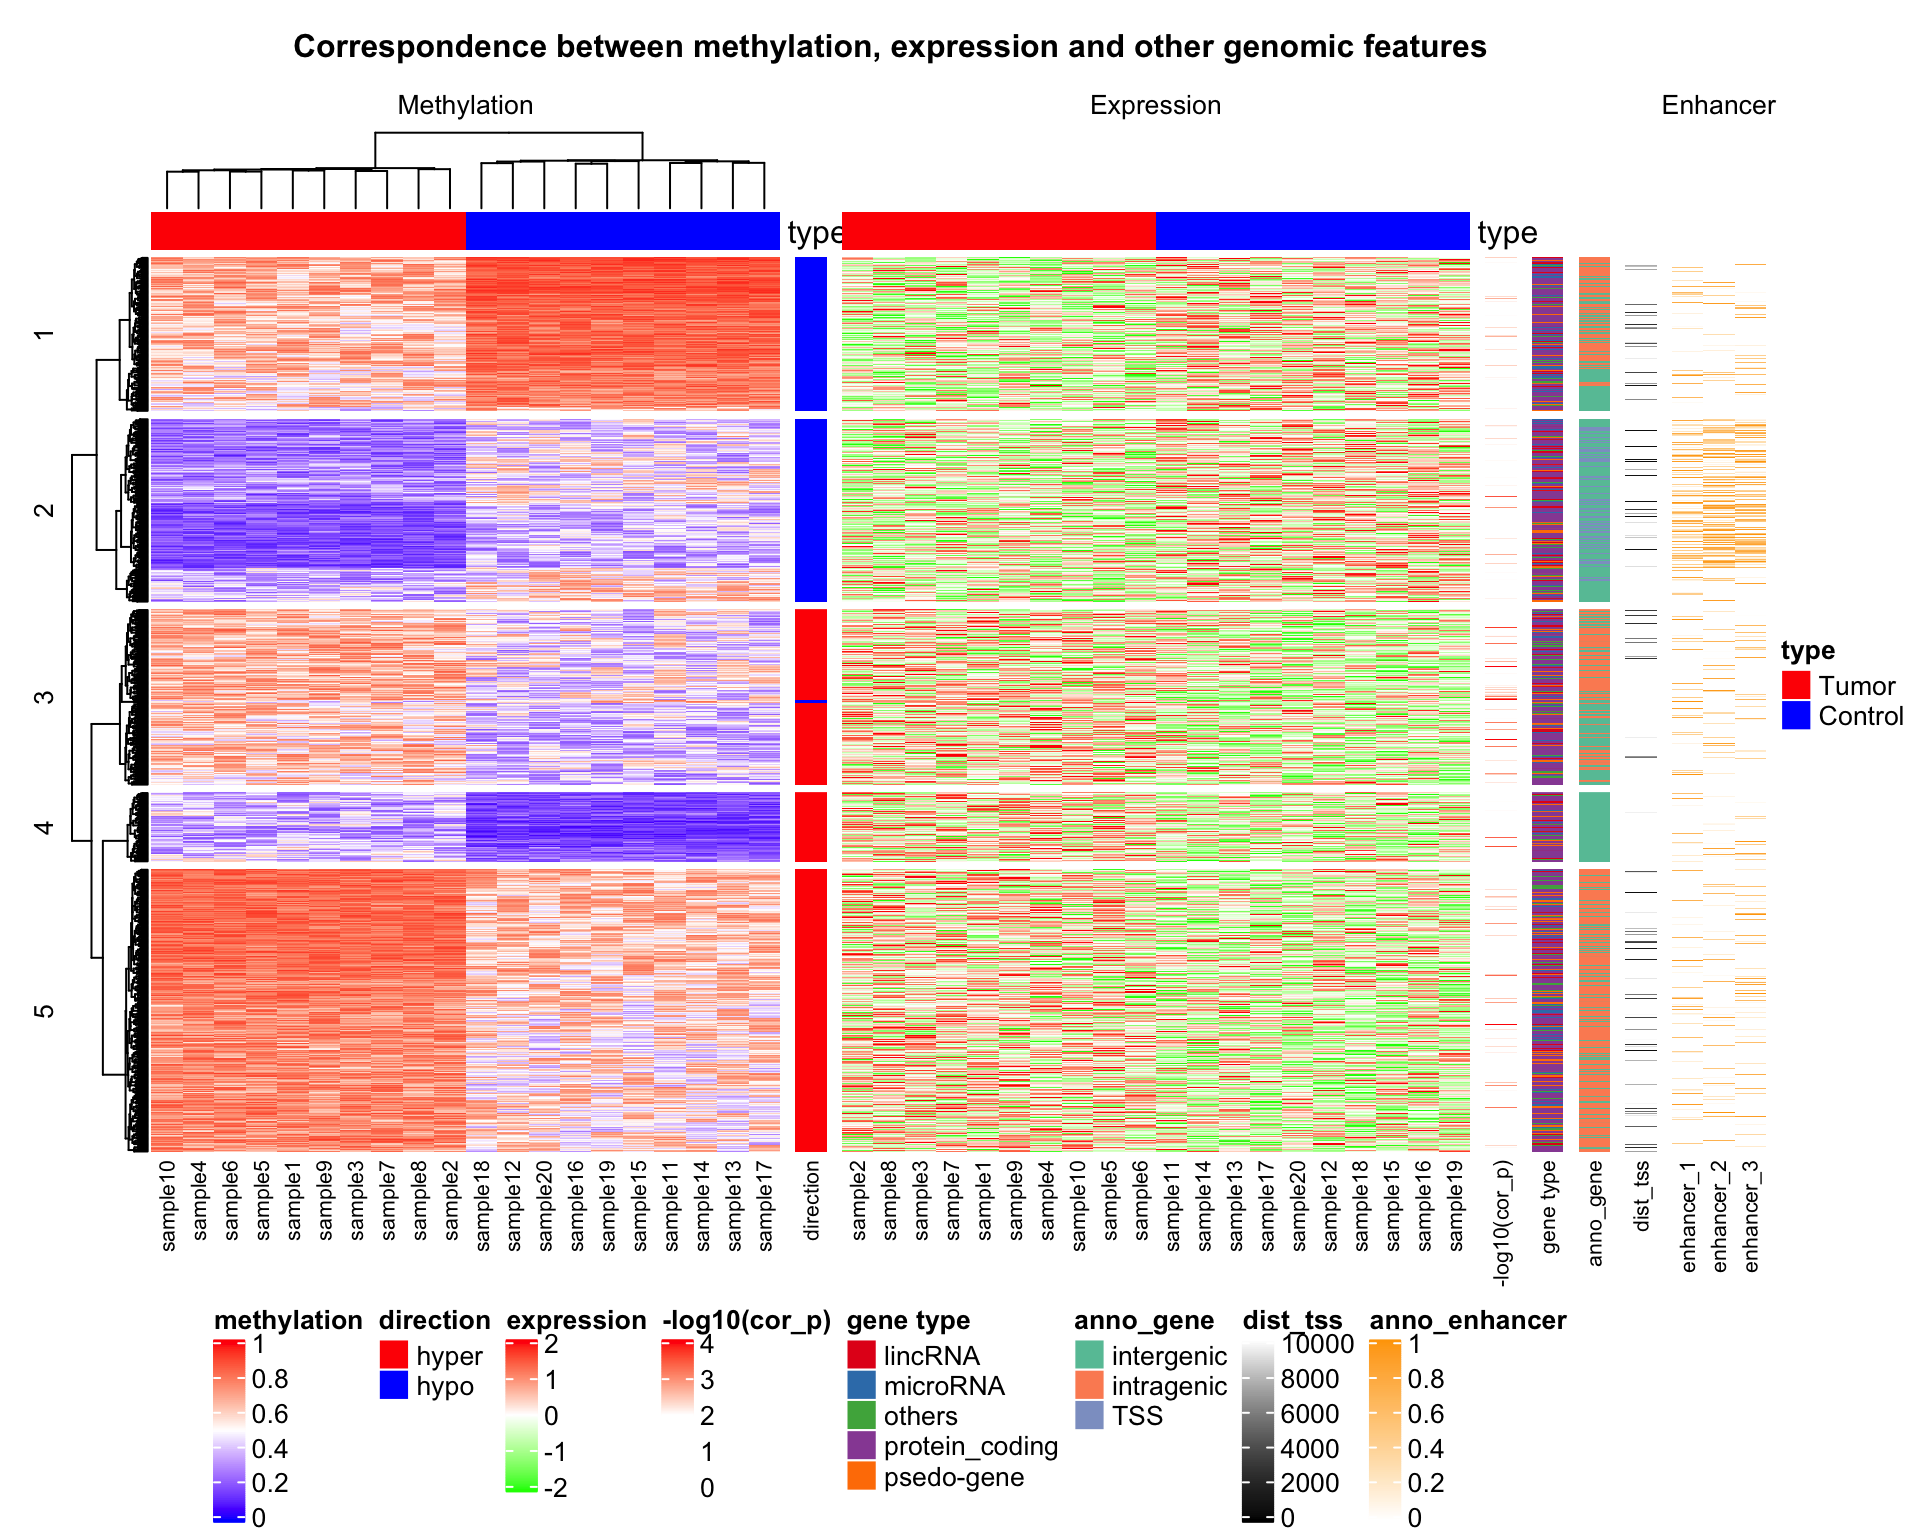 Correspondence between methylation, expression and other genomic features
Methylation
Expression
Enhancer
type
type
1
2
3
4
5
type
Tumor
Control
sample10
sample4
sample6
sample5
sample1
sample9
sample3
sample7
sample8
sample2
sample18
sample12
sample20
sample16
sample19
sample15
sample11
sample14
sample13
sample17
direction
sample2
sample8
sample3
sample7
sample1
sample9
sample4
sample10
sample5
sample6
sample11
sample14
sample13
sample17
sample20
sample12
sample18
sample15
sample16
sample19
-log10(cor_p)
gene type
anno_gene
dist_tss
enhancer_1
enhancer_2
enhancer_3
methylation
1
0.8
0.6
0.4
0.2
0
direction
hyper
hypo
expression
2
1
0
-1
-2
-log10(cor_p)
4
3
2
1
0
gene type
lincRNA
microRNA
others
protein_coding
psedo-gene
anno_gene
intergenic
intragenic
TSS
dist_tss
10000
8000
6000
4000
2000
0
anno_enhancer
1
0.8
0.6
0.4
0.2
0